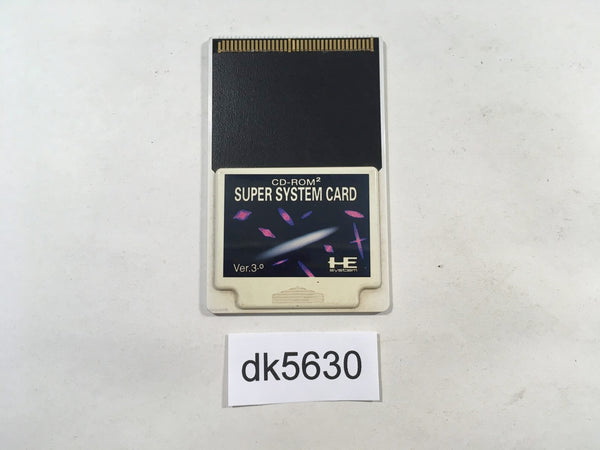 CD-ROM²
SUPER SYSTEM CARD
Ver.3.0
HE
SYSTEM
dk5630